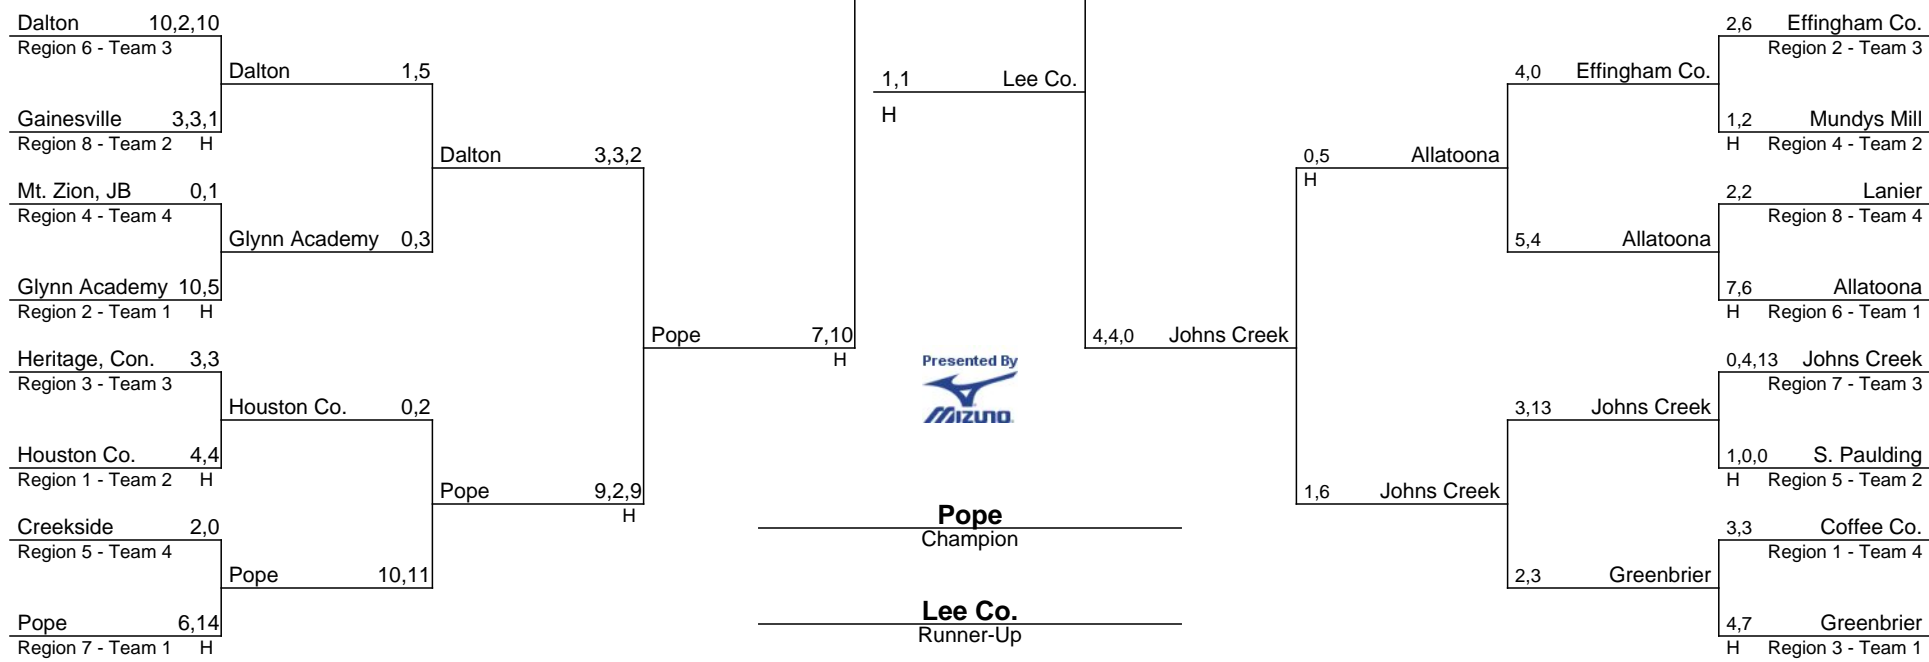 Dalton 10,2,10
Region 6 - Team 3
Dalton 1,5
Gainesville 3,3,1
Region 8 - Team 2 H
Dalton 3,3,2
Mt. Zion, JB 0,1
Region 4 - Team 4
Glynn Academy 0,3
Glynn Academy 10,5
Region 2 - Team 1 H
Pope 7,10
H
Heritage, Con. 3,3
Region 3 - Team 3
Houston Co. 0,2
Houston Co. 4,4
Region 1 - Team 2 H
Pope 9,2,9
H
Creekside 2,0
Region 5 - Team 4
Pope 10,11
Pope 6,14
Region 7 - Team 1 H
1,1 Lee Co.
H
Presented By
MIZUNO
Pope
Champion
Lee Co.
Runner-Up
2,6 Effingham Co.
Region 2 - Team 3
4,0 Effingham Co.
1,2 Mundys Mill
H Region 4 - Team 2
0,5 Allatoona
H
2,2 Lanier
Region 8 - Team 4
5,4 Allatoona
7,6 Allatoona
H Region 6 - Team 1
4,4,0 Johns Creek
0,4,13 Johns Creek
Region 7 - Team 3
3,13 Johns Creek
1,0,0 S. Paulding
H Region 5 - Team 2
1,6 Johns Creek
3,3 Coffee Co.
Region 1 - Team 4
2,3 Greenbrier
4,7 Greenbrier
H Region 3 - Team 1